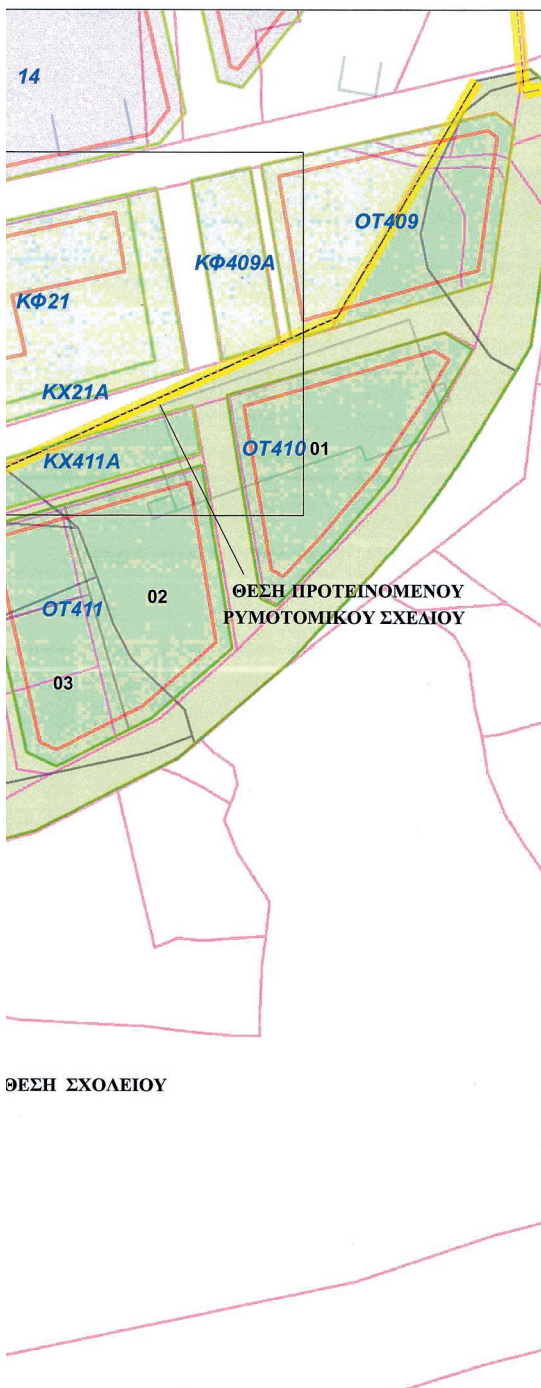 14
ΟΤ409
ΚΦ409Α
ΚΦ21
ΚΧ21Α
ΟΤ410 01
ΚΧ411Α
ΘΕΣΗ ΠΡΟΤΕΙΝΟΜΕΝΟΥ
ΡΥΜΟΤΟΜΙΚΟΥ ΣΧΕΔΙΟΥ
02
ΟΤ411
03
ΘΕΣΗ ΣΧΟΛΕΙΟΥ